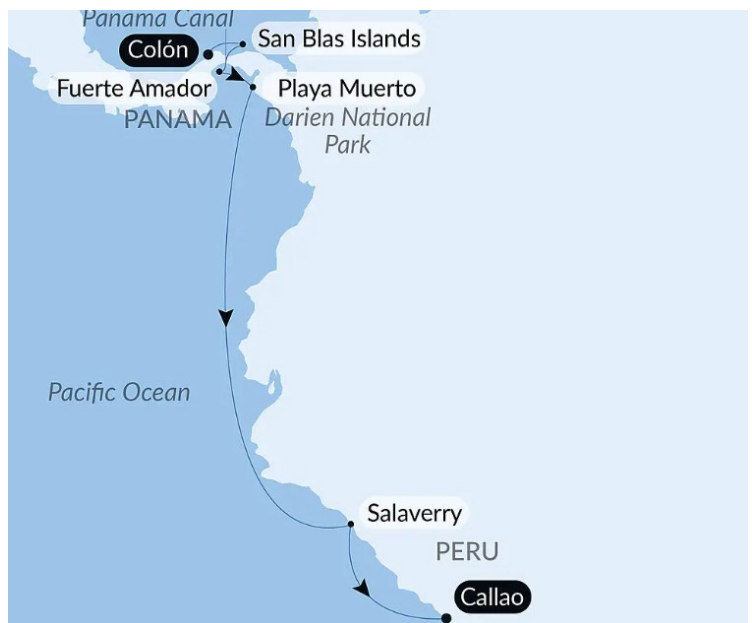 Panama Canal
San Blas Islands
Colón
Fuerte Amador
Playa Muerto
PANAMA
Darien National
Park
Pacific Ocean
Salaverry
PERU
Callao